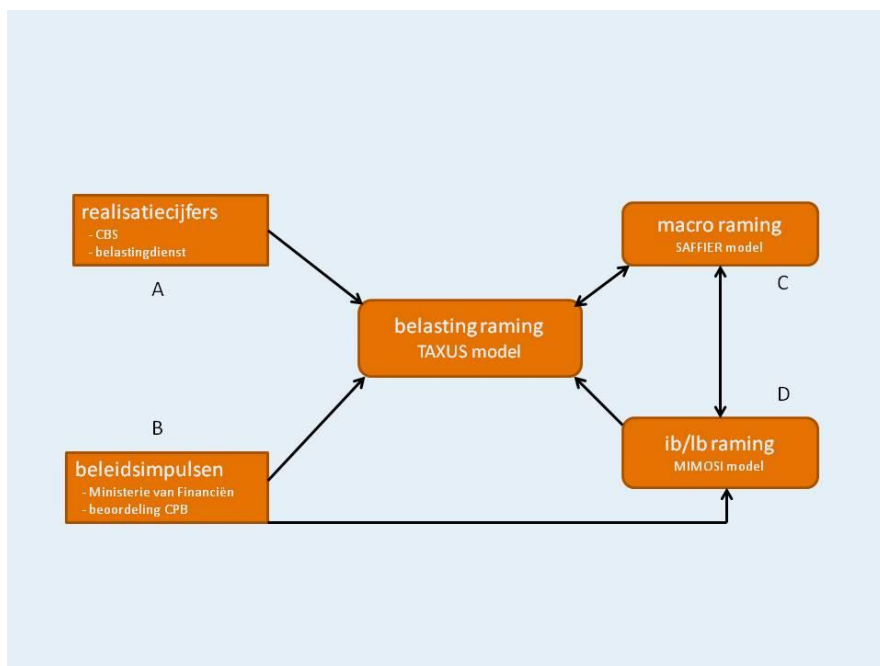 realisatiecijfers
- CBS
- belastingdienst
A
macro raming
SAFFIER model
C
belasting raming
TAXUS model
B
beleidsimpulsen
- Ministerie van Financiën
- beoordeling CPB
D
ib/lb raming
MIMOSI model